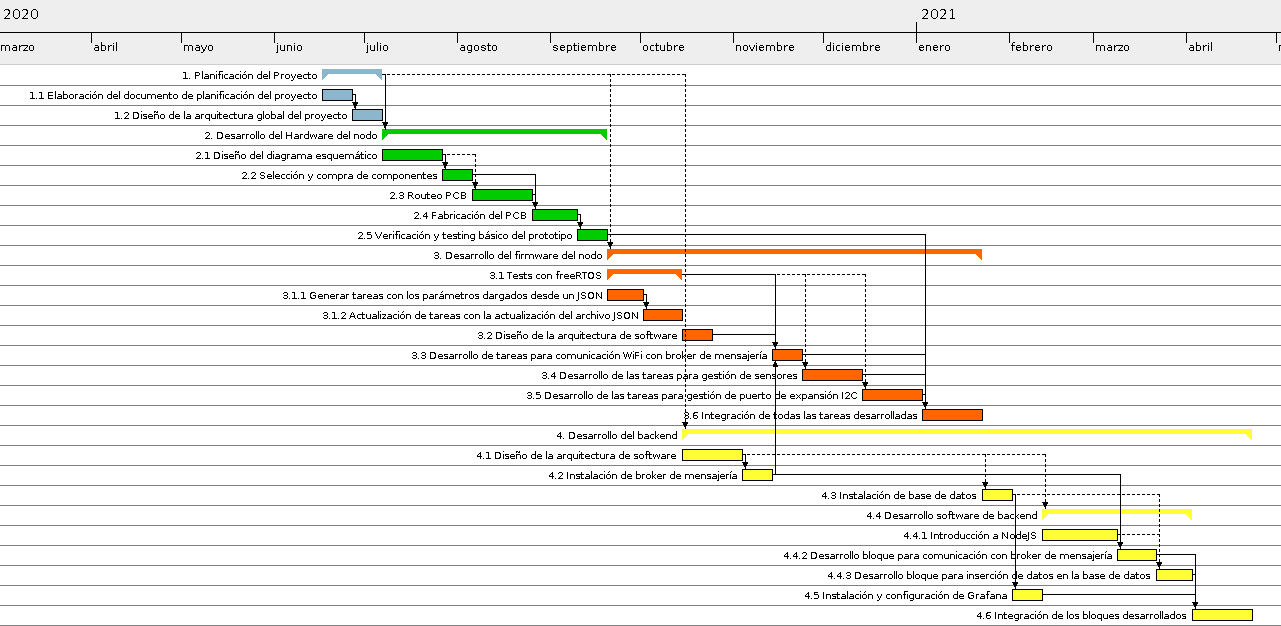 2020
2021
marzo
abril
mayo
junio
julio
agosto
septiembre
octubre
noviembre
diciembre
enero
febrero
marzo
abril
1. Planificación del Proyecto
1.1 Elaboración del documento de planificación del proyecto
1.2 Diseño de la arquitectura global del proyecto
2. Desarrollo del Hardware del nodo
2.1 Diseño del diagrama esquemático
2.2 Selección y compra de componentes
2.3 Routeo PCB
2.4 Fabricación del PCB
2.5 Verificación y testing básico del prototipo
3. Desarrollo del firmware del nodo
3.1 Tests con freeRTOS
3.1.1 Generar tareas con los parámetros dargados desde un JSON
3.1.2 Actualización de tareas con la actualización del archivo JSON
3.2 Diseño de la arquitectura de software
3.3 Desarrollo de tareas para comunicación WiFi con broker de mensajería
3.4 Desarrollo de las tareas para gestión de sensores
3.5 Desarrollo de las tareas para gestión de puerto de expansión I2C
3.6 Integración de todas las tareas desarrolladas
4. Desarrollo del backend
4.1 Diseño de la arquitectura de software
4.2 Instalación de broker de mensajería
4.3 Instalación de base de datos
4.4 Desarrollo software de backend
4.4.1 Introducción a NodeJS
4.4.2 Desarrollo bloque para comunicación con broker de mensajería
4.4.3 Desarrollo bloque para inserción de datos en la base de datos
4.5 Instalación y configuración de Grafana
4.6 Integración de los bloques desarrollados